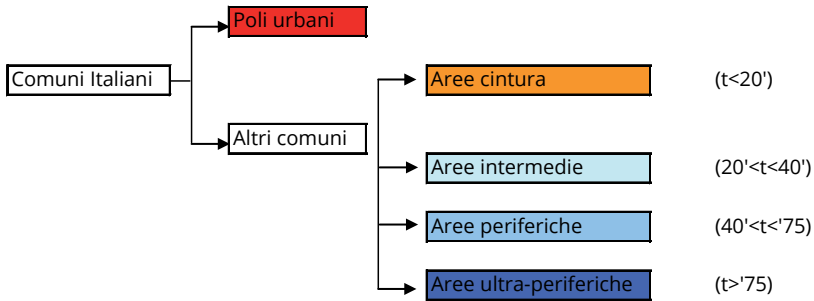 Poli urbani
Comuni Italiani
Aree cintura (t<20')
Altri comuni
Aree intermedie (20'<t<40')
Aree periferiche (40'<t<'75)
Aree ultra-periferiche (t>'75)